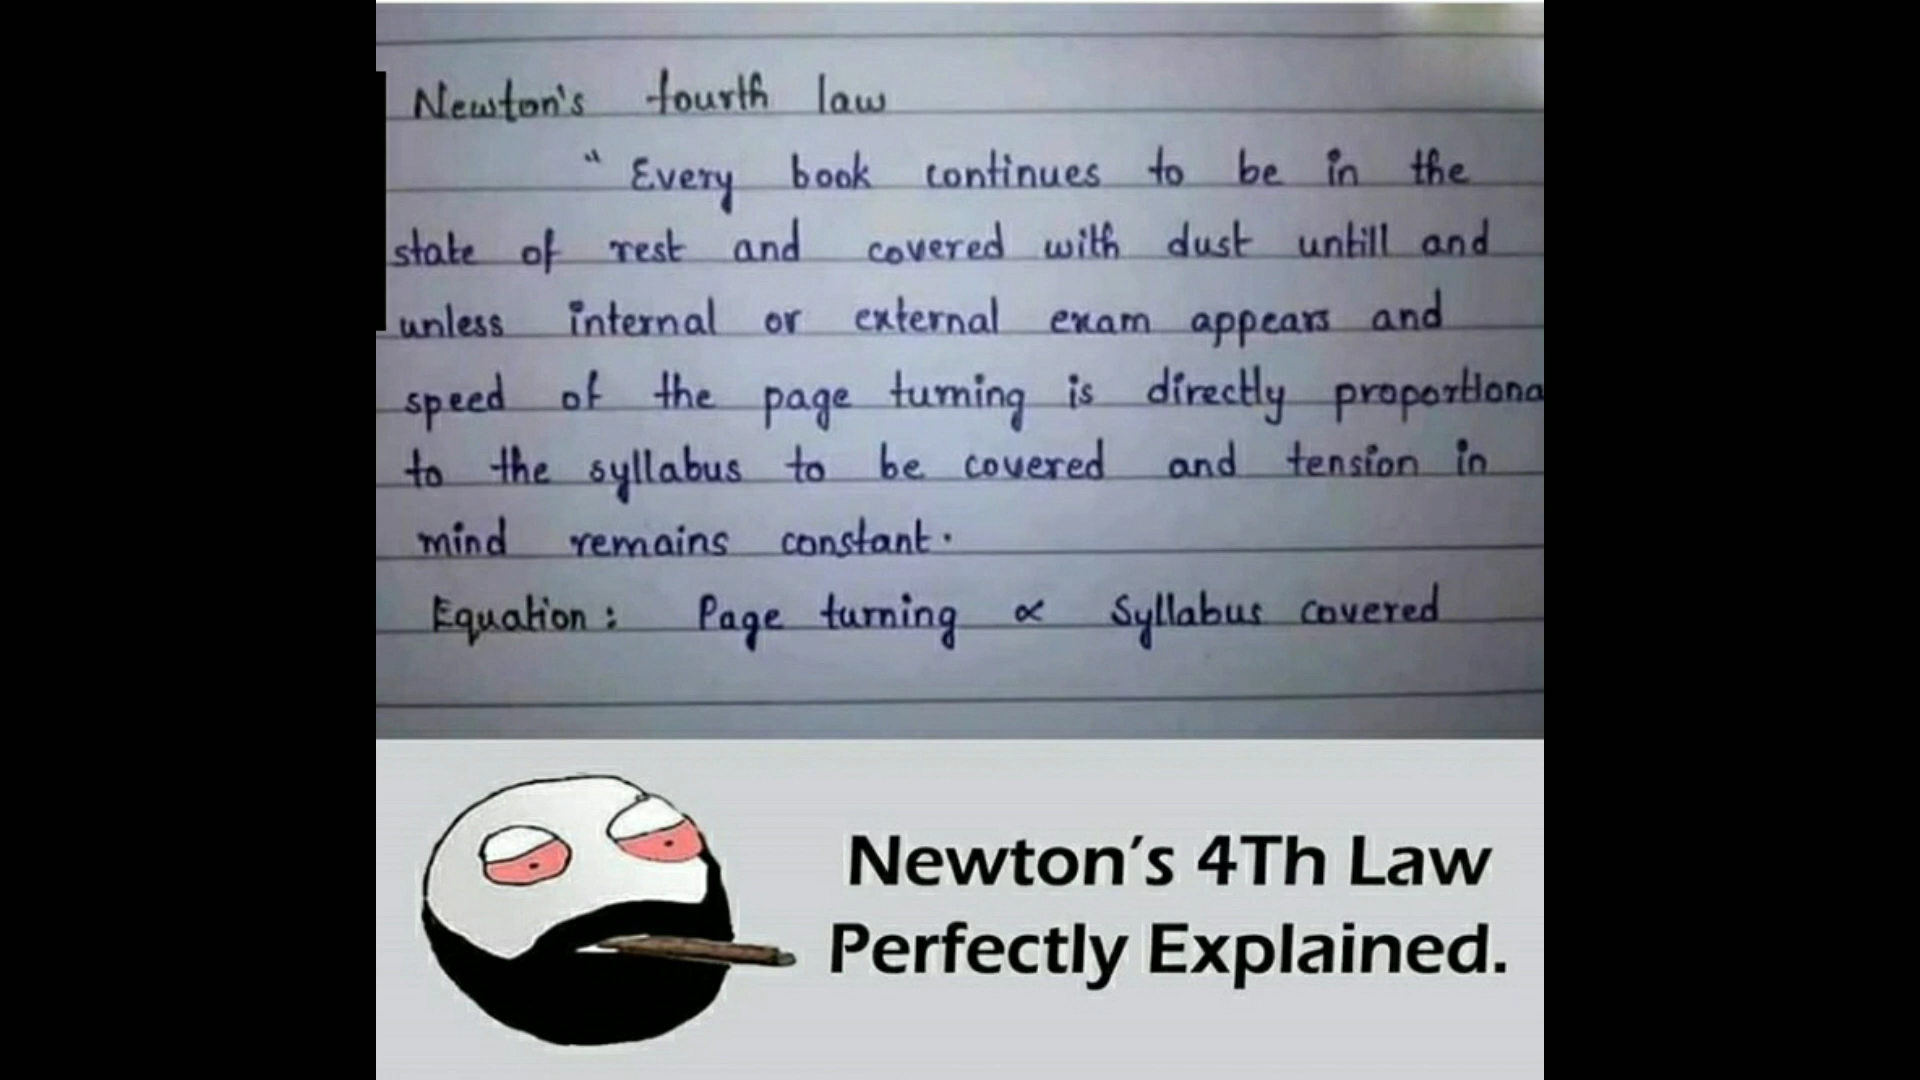 Newton's fourth law
" Every book continues to be in the
state of rest and covered with dust untill and
unless internal or external exam appears and
speed of the page turning is directly proportiona
to the syllabus to be covered and tension in
mind remains constant.
Equation: Page turning ∝ Syllabus covered
Newton's 4Th Law
Perfectly Explained.